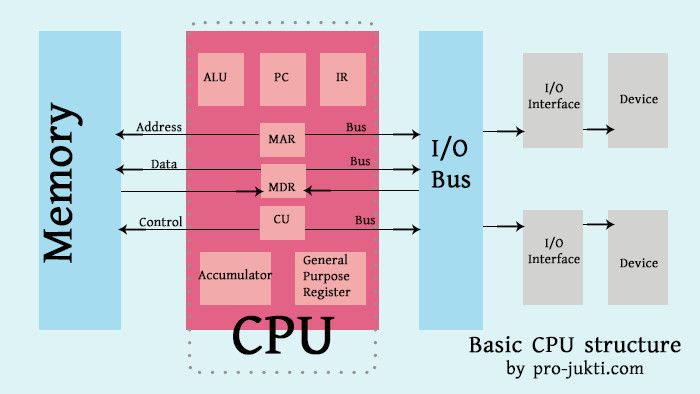 Memory
ALU
PC
IR
Address
Bus
MAR
Data
Bus
MDR
Control
Bus
CU
Accumulator
General
Purpose
Register
CPU
I/O
Bus
I/O
Interface
Device
I/O
Interface
Device
Basic CPU structure
by pro-jukti.com